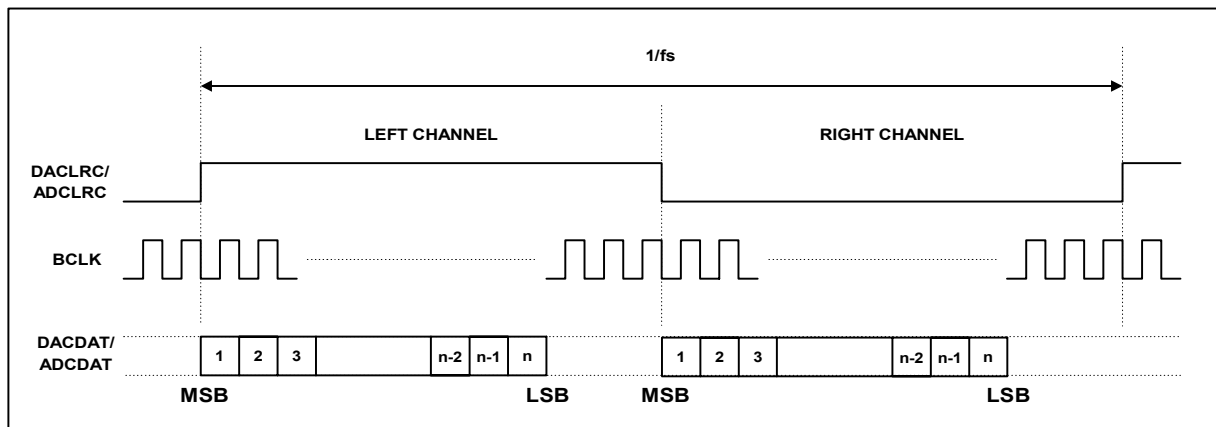 1/fs
LEFT CHANNEL
RIGHT CHANNEL
DACLRC/
ADCLRC
BCLK
DACDAT/
ADCDAT
1 2 3 n-2 n-1 n 1 2 3 n-2 n-1 n
MSB LSB MSB LSB